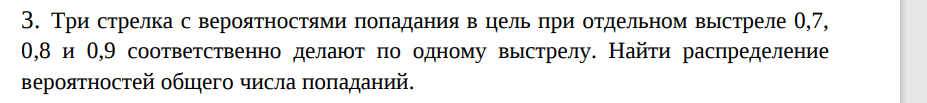 3. Три стрелка с вероятностями попадания в цель при отдельном выстреле 0,7,
0,8 и 0,9 соответственно делают по одному выстрелу. Найти распределение
вероятностей общего числа попаданий.